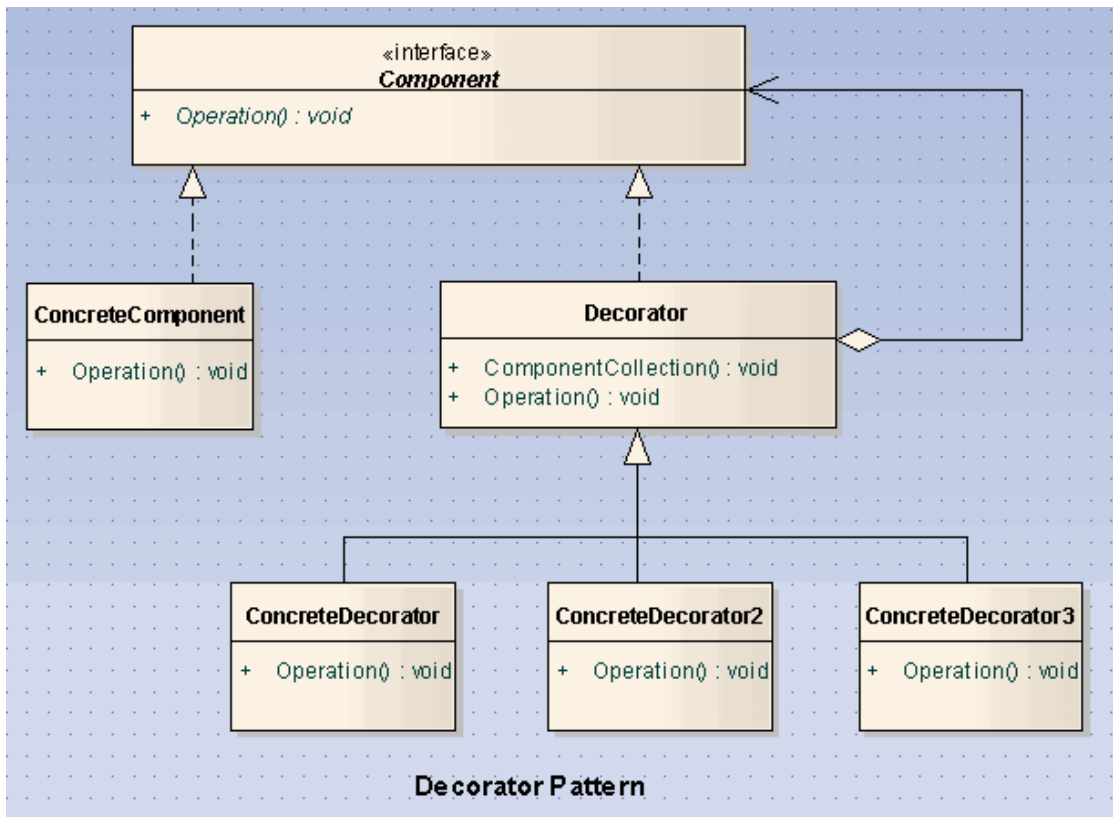 «interface»
Component
+ Operation() : void
ConcreteComponent
+ Operation() : void
Decorator
+ ComponentCollection() : void
+ Operation() : void
ConcreteDecorator
+ Operation() : void
ConcreteDecorator2
+ Operation() : void
ConcreteDecorator3
+ Operation() : void
Decorator Pattern